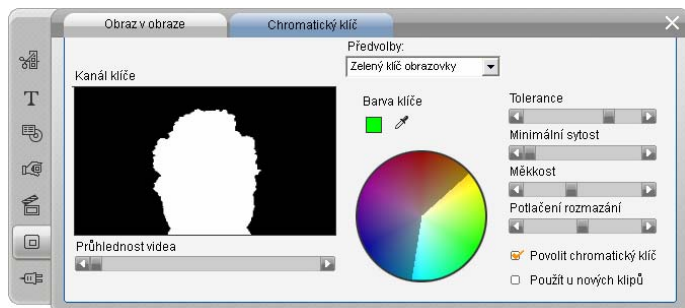 Obraz v obraze
Chromatický klíč
Předvolby:
Zelený klíč obrazovky
Kanál klíče
Barva klíče
Tolerance
Minimální sytost
Měkkost
Potlačení rozmazání
Průhlednost videa
Povolit chromatický klíč
Použít u nových klipů
T